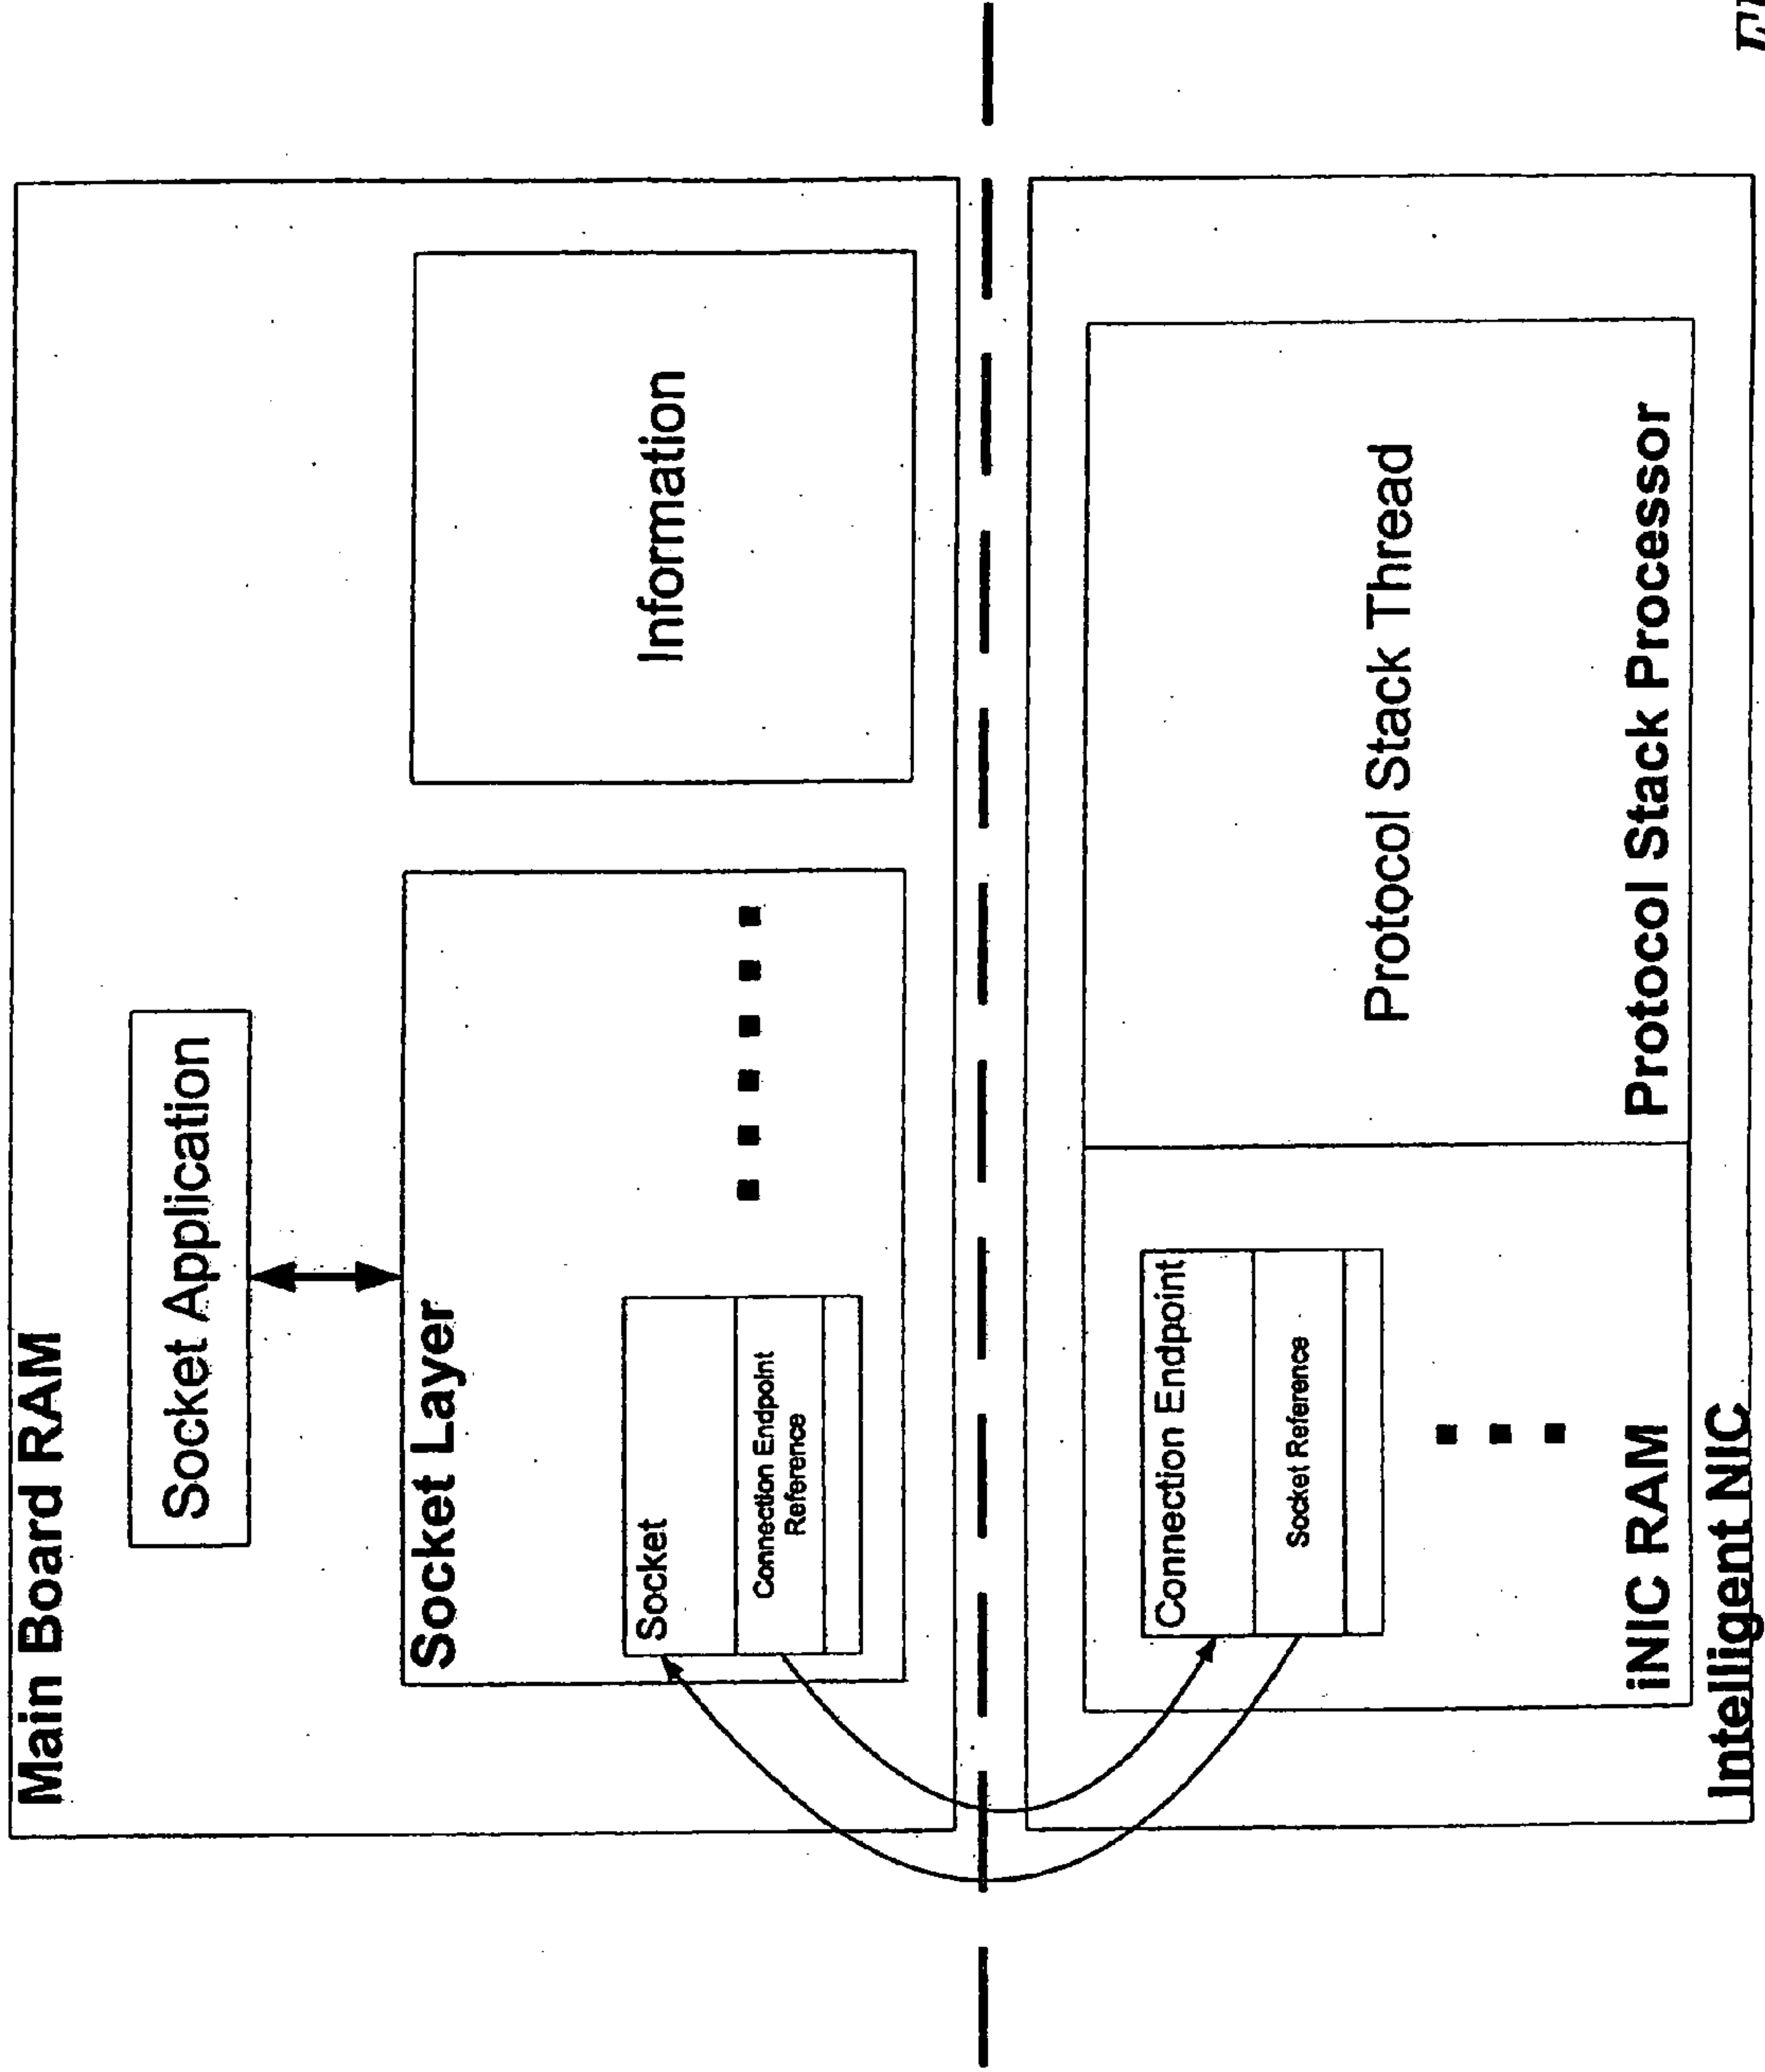 Main Board RAM
Socket Application
Socket Layer
Socket
Connection Endpoint
Reference
Information
Connection Endpoint
Socket Reference
iNIC RAM
Protocol Stack Thread
Protocol Stack Processor
Intelligent NIC